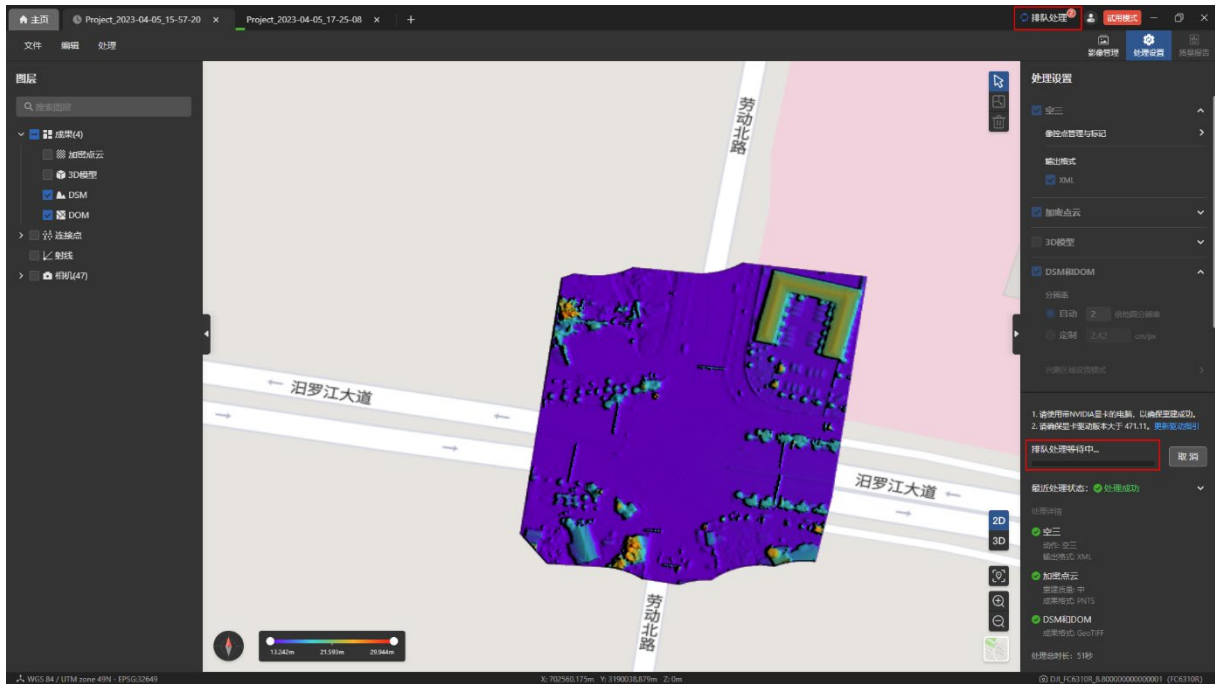 主页
Project_2023-04-05_15-57-20 ×
Project_2023-04-05_17-25-08 × +
排队处理 2 试用模式
文件 编辑 处理
影像管理 处理设置 质量报告
图层
搜索图层
成果(4)
加密点云
3D模型
DSM
DOM
连接点
射线
相机(47)
劳动北路
← 汨罗江大道
汨罗江大道 ←
劳动北路
13.242m 21.593m 29.944m
2D
3D
处理设置
空三
像控点管理与标记
输出格式
XML
加密点云
3D模型
DSM和DOM
分辨率
自动 2 倍地面分辨率
定制 2.42 cm/px
兴趣区域设置模式
1. 请使用带NVIDIA显卡的电脑，以确保重建成功。
2. 请确保显卡驱动版本大于 471.11。更新驱动指引
排队处理等待中...
取消
最近处理状态: 处理成功
处理详情
空三
动作: 空三
输出格式: XML
加密点云
重建质量: 中
成果格式: PNTS
DSM和DOM
成果格式: GeoTIFF
处理总时长: 51秒
WGS 84 / UTM zone 49N - EPSG:32649
X: 702560.175m Y: 3190038.879m Z: 0m
DJI_FC6310R_8.800000000000001 (FC6310R)